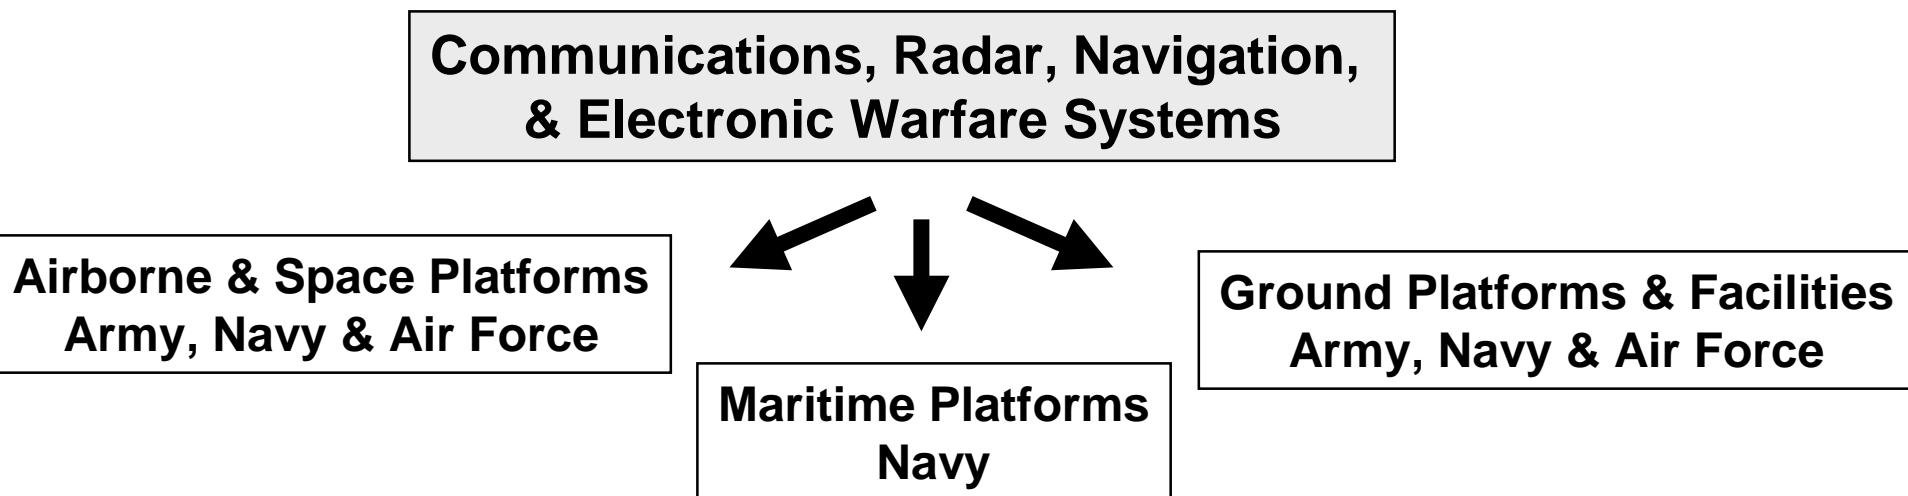 Communications, Radar, Navigation,
& Electronic Warfare Systems
Airborne & Space Platforms
Army, Navy & Air Force
Maritime Platforms
Navy
Ground Platforms & Facilities
Army, Navy & Air Force